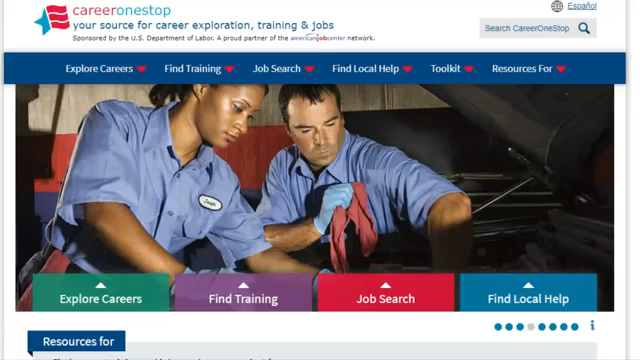 careeronestop
your source for career exploration, training & jobs
Sponsored by the U.S. Department of Labor. A proud partner of the americanjobcenter network.
Español
Search CareerOneStop
Explore Careers Find Training Job Search Find Local Help Toolkit Resources For
Explore Careers Find Training Job Search Find Local Help
Resources for